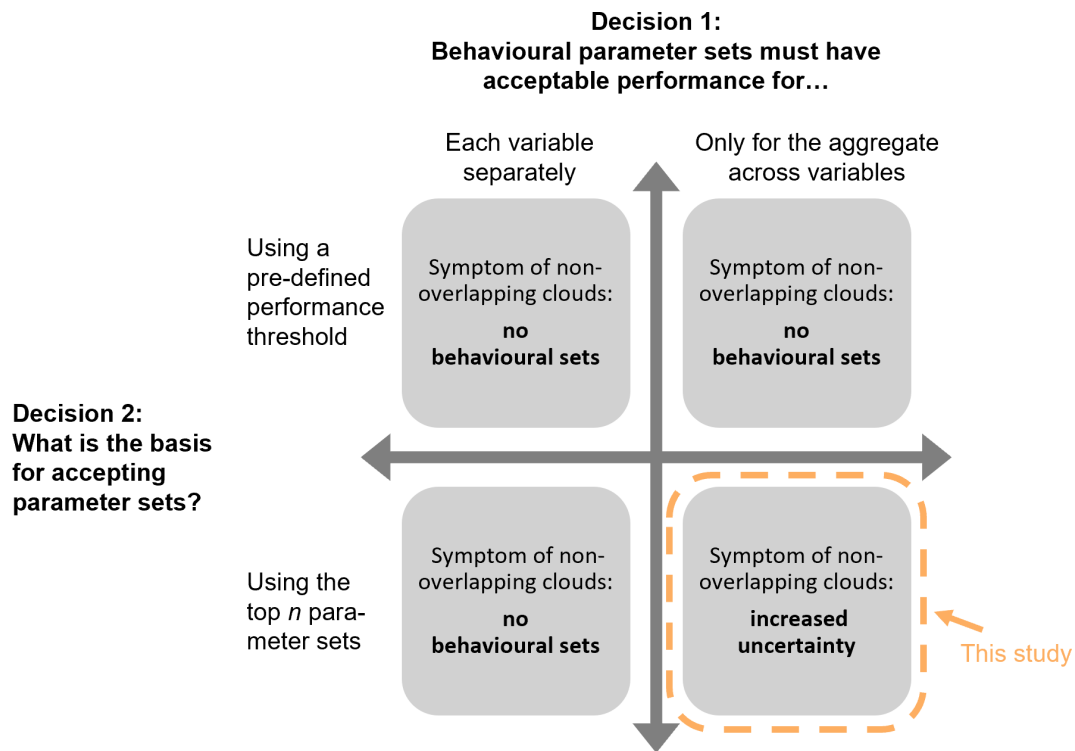 Decision 1:
Behavioural parameter sets must have
acceptable performance for…
Each variable
separately
Only for the aggregate
across variables
Using a
pre-defined
performance
threshold
Symptom of non-
overlapping clouds:
no
behavioural sets
Symptom of non-
overlapping clouds:
no
behavioural sets
Decision 2:
What is the basis
for accepting
parameter sets?
Using the
top n para-
meter sets
Symptom of non-
overlapping clouds:
no
behavioural sets
Symptom of non-
overlapping clouds:
increased
uncertainty
This study